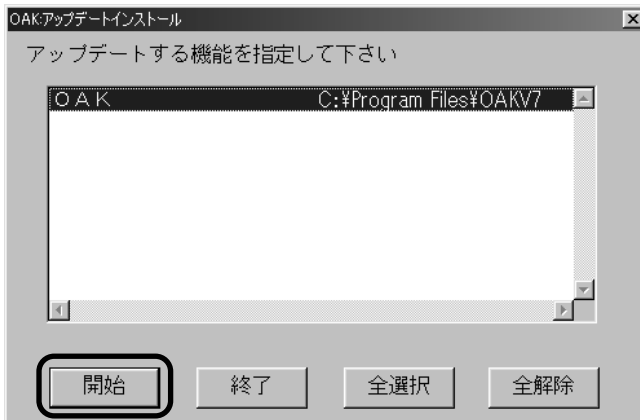 OAK:アップデートインストール
アップデートする機能を指定して下さい
ＯＡＫ C:¥Program Files¥OAKV7
開始 終了 全選択 全解除